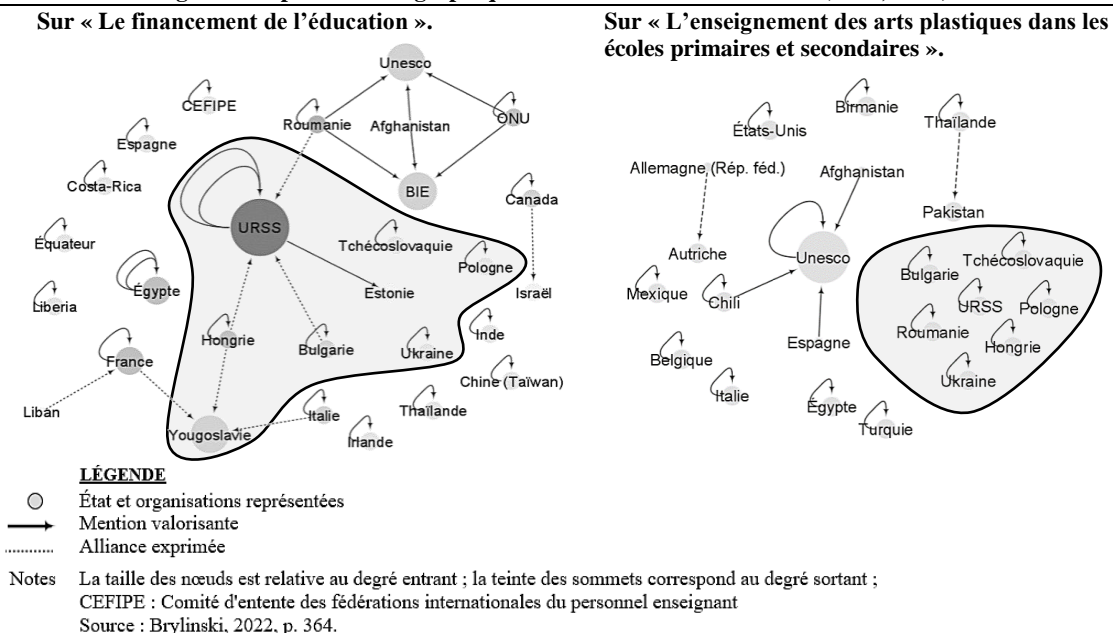 Sur « Le financement de l’éducation ».
Unesco
CEFIPE
Roumanie
Afghanistan
ONU
Espagne
Costa-Rica
BIE
Canada
URSS
Équateur
Tchécoslovaquie
Pologne
Égypte
Estonie
Israël
Liberia
Hongrie
Bulgarie
Ukraine
Inde
France
Chine (Taïwan)
Liban
Italie
Thaïlande
Yougoslavie
Irlande
Sur « L’enseignement des arts plastiques dans les
écoles primaires et secondaires ».
Birmanie
États-Unis
Thaïlande
Allemagne (Rép. féd.)
Afghanistan
Pakistan
Autriche
Unesco
Tchécoslovaquie
Bulgarie
Mexique
Chili
URSS
Pologne
Roumanie
Espagne
Hongrie
Belgique
Ukraine
Italie
Égypte
Turquie
LÉGENDE
État et organisations représentées
Mention valorisante
Alliance exprimée
Notes La taille des nœuds est relative au degré entrant ; la teinte des sommets correspond au degré sortant ;
CEFIPE : Comité d'entente des fédérations internationales du personnel enseignant
Source : Brylinski, 2022, p. 364.